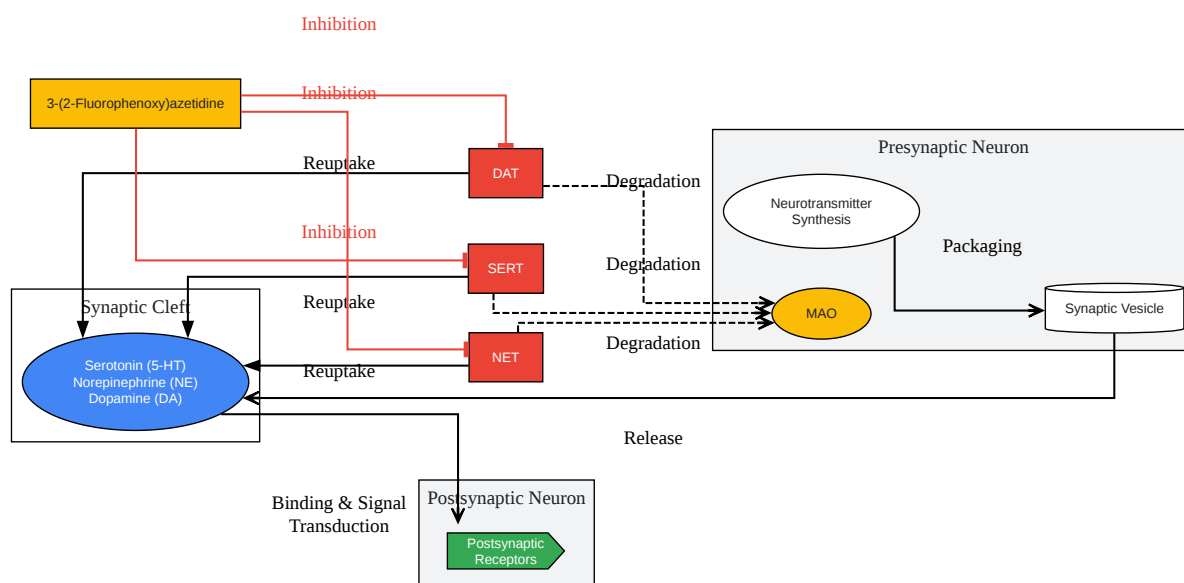 Inhibition
3-(2-Fluorophenoxy)azetidine
Inhibition
Presynaptic Neuron
Reuptake
DAT
Degradation
Neurotransmitter
Synthesis
Inhibition
Packaging
SERT
Degradation
Synaptic Cleft
Reuptake
MAO
Synaptic Vesicle
Degradation
NET
Serotonin (5-HT)
Norepinephrine (NE)
Dopamine (DA)
Reuptake
Release
Binding & Signal
Transduction
Postsynaptic Neuron
Postsynaptic
Receptors